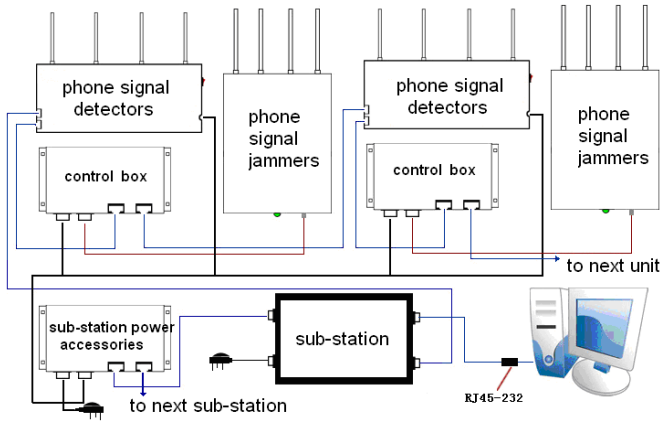 phone signal
detectors
phone
signal
jammers
control box
phone signal
detectors
phone
signal
jammers
control box
to next unit
sub-station power
accessories
sub-station
to next sub-station
RJ45-232